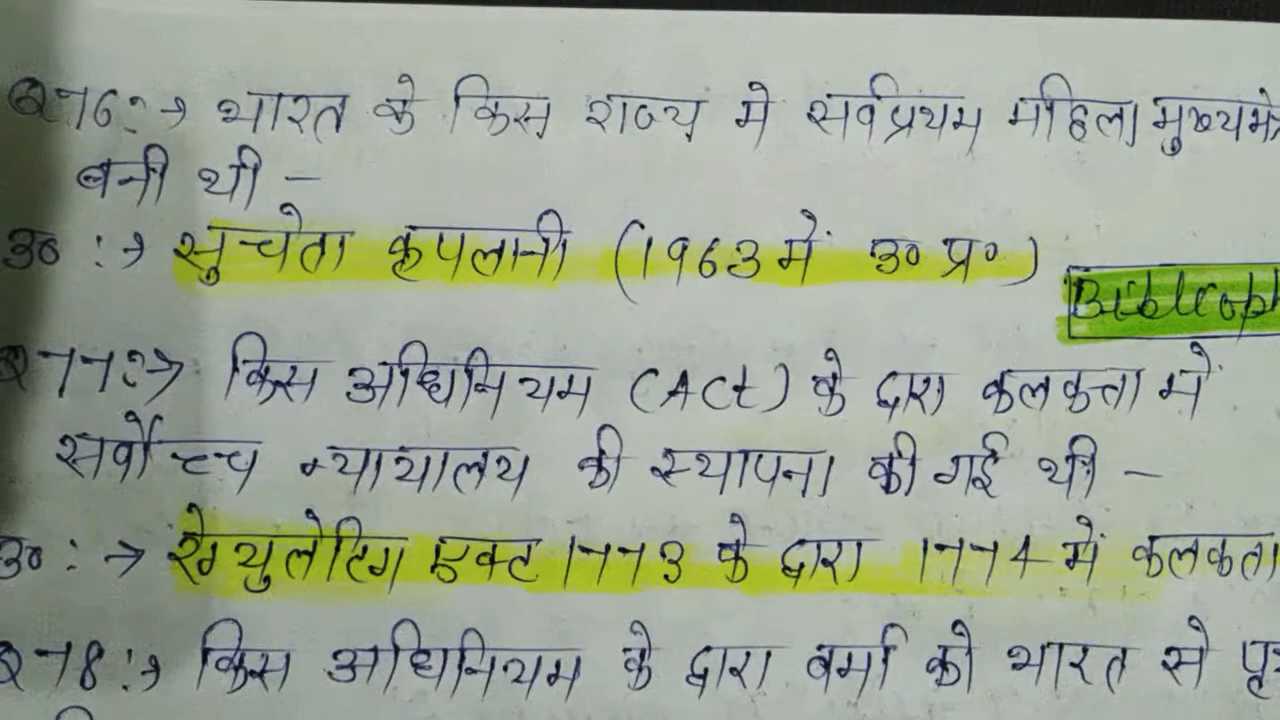 Q76:→ भारत के किस राज्य मे सर्वप्रथम महिला मुख्यमंत्र
बनी थी –
उ० :→ सुचेता कृपलानी (1963 में उ० प्र०)
Bibliop
Q77:→ किस अधिनियम (Act) के द्वारा कलकत्ता में
सर्वोच्च न्यायालय की स्थापना की गई थी –
उ० :→ रेग्युलेटिंग एक्ट 1773 के द्वारा 1774 में कलकता
Q78:→ किस अधिनियम के द्वारा बर्मा को भारत से पृ